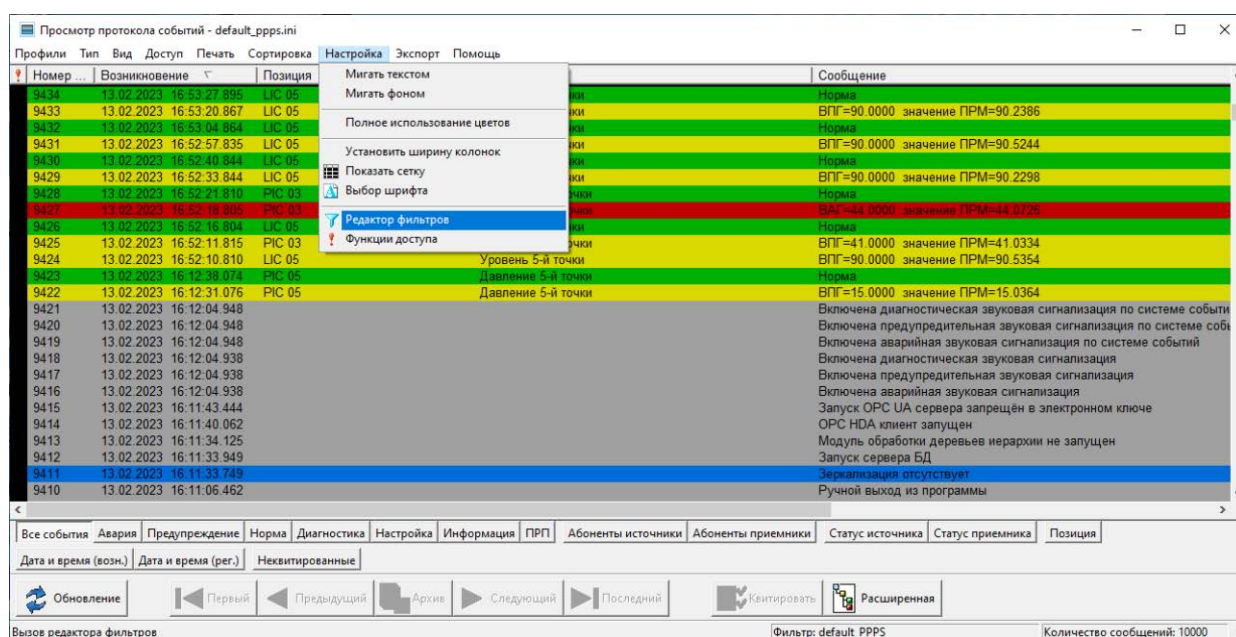 Просмотр протокола событий - default_ppps.ini
Профили Тип Вид Доступ Печать Сортировка Настройка Экспорт Помощь
Номер ... Возникновение Позиция Сообщение
Мигать текстом
Мигать фоном
Полное использование цветов
Установить ширину колонок
Показать сетку
Выбор шрифта
Редактор фильтров
Функции доступа
9434 13.02.2023 16:53:27.895 LIC 05 чки Норма
9433 13.02.2023 16:53:20.867 LIC 05 чки ВПГ=90.0000 значение ПРМ=90.2386
9432 13.02.2023 16:53:04.864 LIC 05 чки Норма
9431 13.02.2023 16:52:57.835 LIC 05 чки ВПГ=90.0000 значение ПРМ=90.5244
9430 13.02.2023 16:52:40.844 LIC 05 чки Норма
9429 13.02.2023 16:52:33.844 LIC 05 чки ВПГ=90.0000 значение ПРМ=90.2298
9428 13.02.2023 16:52:21.810 PIC 03 очки Норма
9427 13.02.2023 16:52:18.805 PIC 03 очки ВАГ=44.0000 значение ПРМ=44.0726
9426 13.02.2023 16:52:16.804 LIC 05 чки Норма
9425 13.02.2023 16:52:11.815 PIC 03 очки ВПГ=41.0000 значение ПРМ=41.0334
9424 13.02.2023 16:52:10.810 LIC 05 Уровень 5-й точки ВПГ=90.0000 значение ПРМ=90.5354
9423 13.02.2023 16:12:38.074 PIC 05 Давление 5-й точки Норма
9422 13.02.2023 16:12:31.076 PIC 05 Давление 5-й точки ВПГ=15.0000 значение ПРМ=15.0364
9421 13.02.2023 16:12:04.948 Включена диагностическая звуковая сигнализация по системе событи
9420 13.02.2023 16:12:04.948 Включена предупредительная звуковая сигнализация по системе собы
9419 13.02.2023 16:12:04.948 Включена аварийная звуковая сигнализация по системе событий
9418 13.02.2023 16:12:04.938 Включена диагностическая звуковая сигнализация
9417 13.02.2023 16:12:04.938 Включена предупредительная звуковая сигнализация
9416 13.02.2023 16:12:04.938 Включена аварийная звуковая сигнализация
9415 13.02.2023 16:11:43.444 Запуск OPC UA сервера запрещён в электронном ключе
9414 13.02.2023 16:11:40.062 OPC HDA клиент запущен
9413 13.02.2023 16:11:34.125 Модуль обработки деревьев иерархии не запущен
9412 13.02.2023 16:11:33.949 Запуск сервера БД
9411 13.02.2023 16:11:33.749 Зеркализация отсутствует
9410 13.02.2023 16:11:06.462 Ручной выход из программы
Все события Авария Предупреждение Норма Диагностика Настройка Информация ПРП Абоненты источники Абоненты приемники Статус источника Статус приемника Позиция
Дата и время (возн.) Дата и время (рег.) Неквитированные
Обновление Первый Предыдущий Архив Следующий Последний Квитировать Расширенная
Вызов редактора фильтров Фильтр: default_PPPS Количество сообщений: 10000